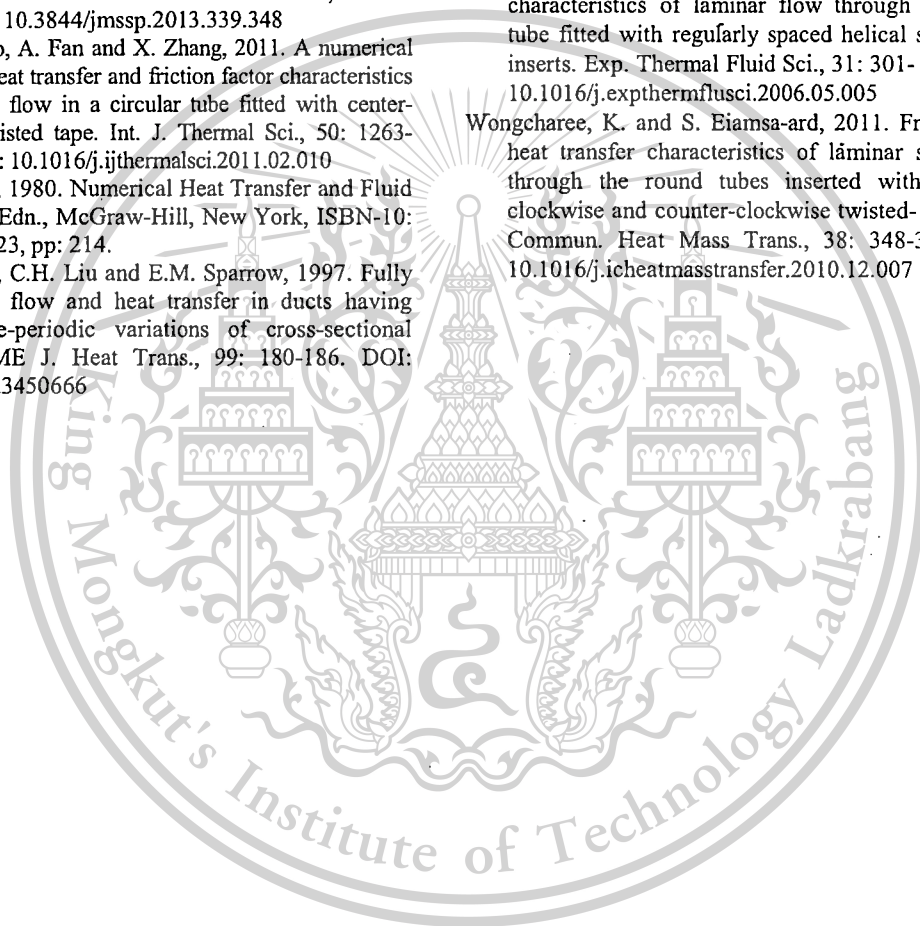 10.3844/jmssp.2013.339.348
A. Fan and X. Zhang, 2011. A numerical
eat transfer and friction factor characteristics
flow in a circular tube fitted with center-
isted tape. Int. J. Thermal Sci., 50: 1263-
: 10.1016/j.ijthermalsci.2011.02.010
1980. Numerical Heat Transfer and Fluid
Edn., McGraw-Hill, New York, ISBN-10:
23, pp: 214.
C.H. Liu and E.M. Sparrow, 1997. Fully
flow and heat transfer in ducts having
e-periodic variations of cross-sectional
ME J. Heat Trans., 99: 180-186. DOI:
3450666
characteristics of laminar flow through
tube fitted with regularly spaced helical s
inserts. Exp. Thermal Fluid Sci., 31: 301-
10.1016/j.expthermflusci.2006.05.005
Wongcharee, K. and S. Eiamsa-ard, 2011. Fr
heat transfer characteristics of laminar s
through the round tubes inserted with
clockwise and counter-clockwise twisted-
Commun. Heat Mass Trans., 38: 348-3
10.1016/j.icheatmasstransfer.2010.12.007
King Mongkut's Institute of Technology Ladkrabang